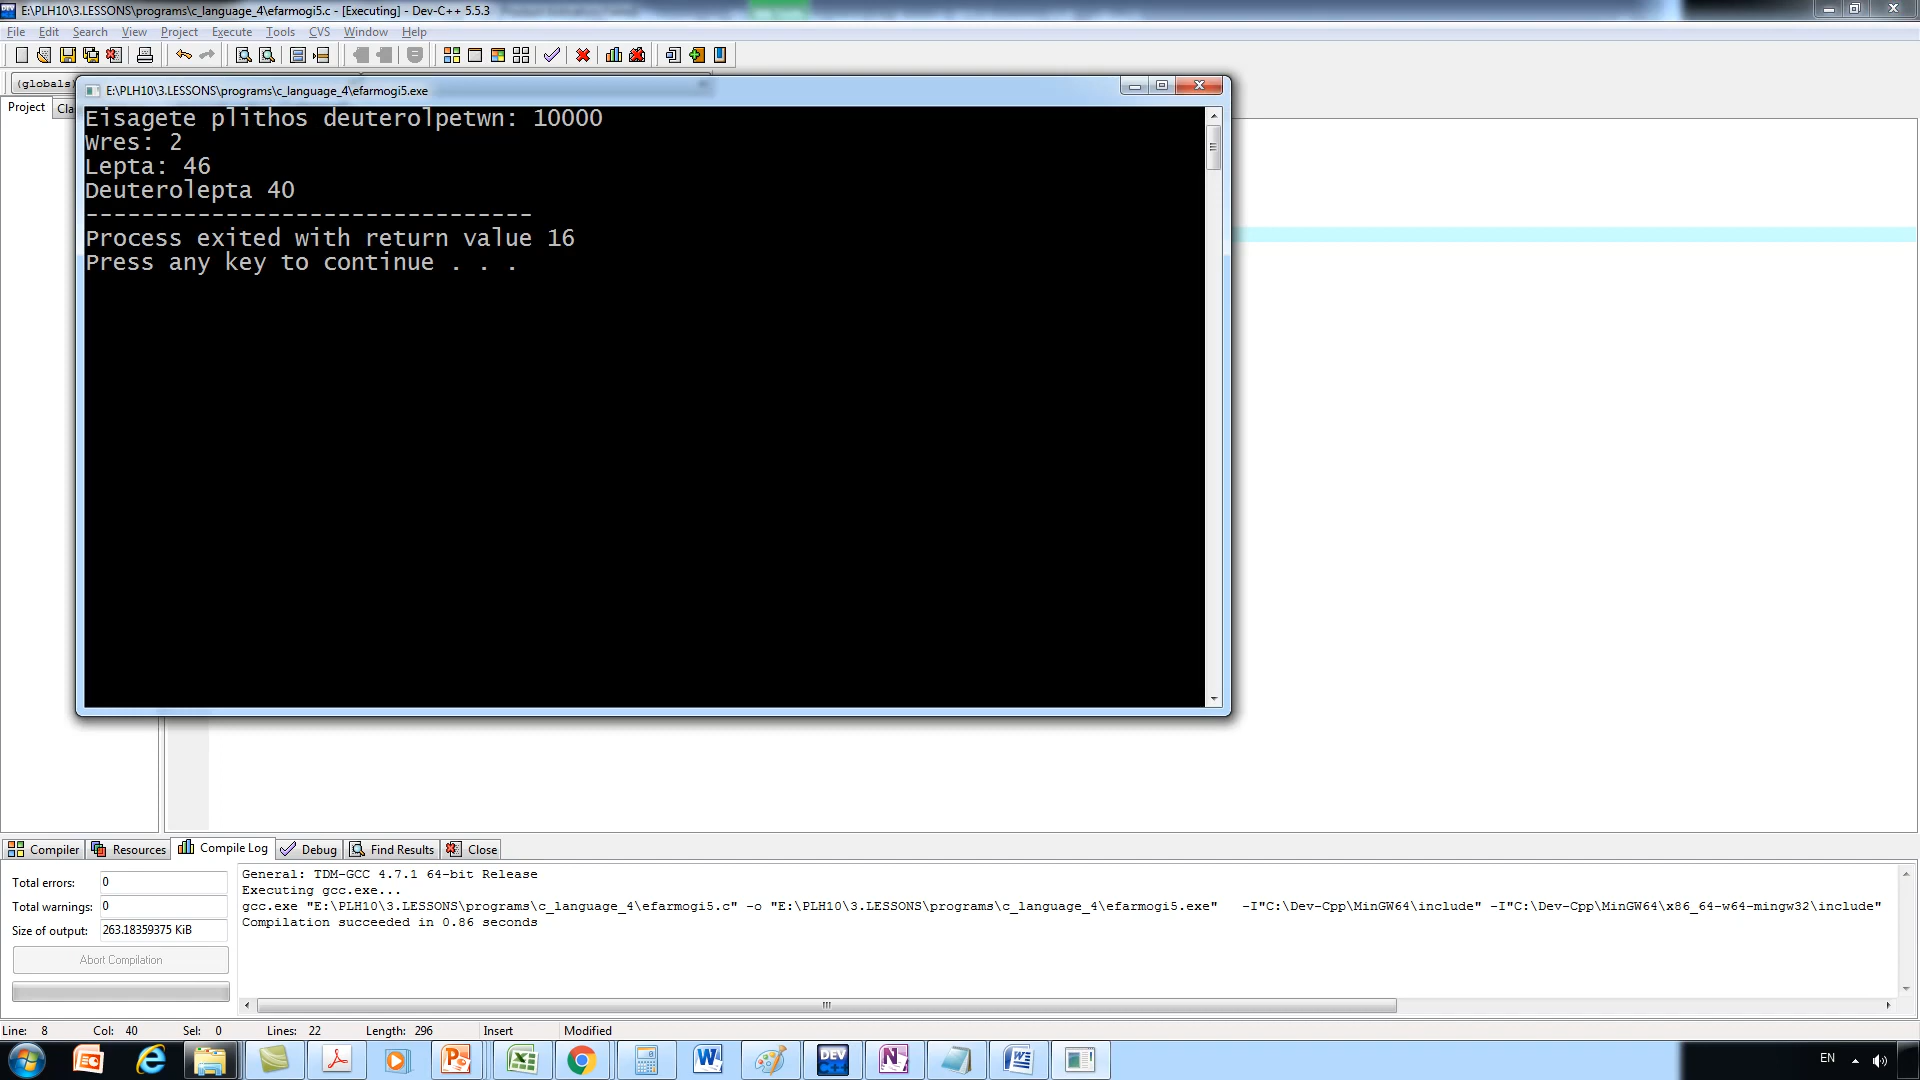 E:\PLH10\3.LESSONS\programs\c_language_4\efarmogi5.c - [Executing] - Dev-C++ 5.5.3
File Edit Search View Project Execute Tools CVS Window Help
(globals)
E:\PLH10\3.LESSONS\programs\c_language_4\efarmogi5.exe
Project Cla
Eisagete plithos deuterolpetwn: 10000
Wres: 2
Lepta: 46
Deuterolepta 40
--------------------------------
Process exited with return value 16
Press any key to continue . . .
Compiler Resources Compile Log Debug Find Results Close
Total errors: 0
Total warnings: 0
Size of output: 263.18359375 KiB
Abort Compilation
General: TDM-GCC 4.7.1 64-bit Release
Executing gcc.exe...
gcc.exe "E:\PLH10\3.LESSONS\programs\c_language_4\efarmogi5.c" -o "E:\PLH10\3.LESSONS\programs\c_language_4\efarmogi5.exe" -I"C:\Dev-Cpp\MinGW64\include" -I"C:\Dev-Cpp\MinGW64\x86_64-w64-mingw32\include"
Compilation succeeded in 0.86 seconds
Line: 8 Col: 40 Sel: 0 Lines: 22 Length: 296 Insert Modified
DEV C++
EN